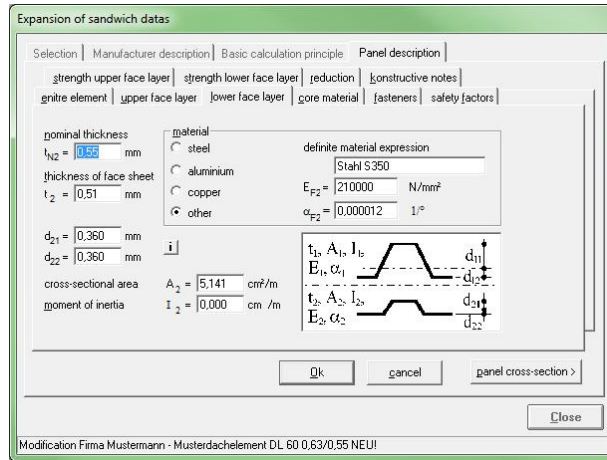 Expansion of sandwich datas
Selection Manufacturer description Basic calculation principle Panel description
strength upper face layer strength lower face layer reduction konstructive notes
enitre element upper face layer lower face layer core material fasteners safety factors
nominal thickness
tN2 = 0,55 mm
thickness of face sheet
t 2 = 0,51 mm
d21 = 0,360 mm
d22 = 0,360 mm
cross-sectional area A 2 = 5,141 cm²/m
moment of inertia I 2 = 0,000 cm /m
material
steel
aluminium
copper
other
definite material expression
Stahl S350
EF2 = 210000 N/mm²
αF2 = 0,000012 1/°
i
t1, A1, I1,
E1, α1
d11
d12
t2, A2, I2,
E2, α2
d21
d22
Ok cancel panel cross-section >
Close
Modification Firma Mustermann - Musterdachelement DL 60 0,63/0,55 NEU!